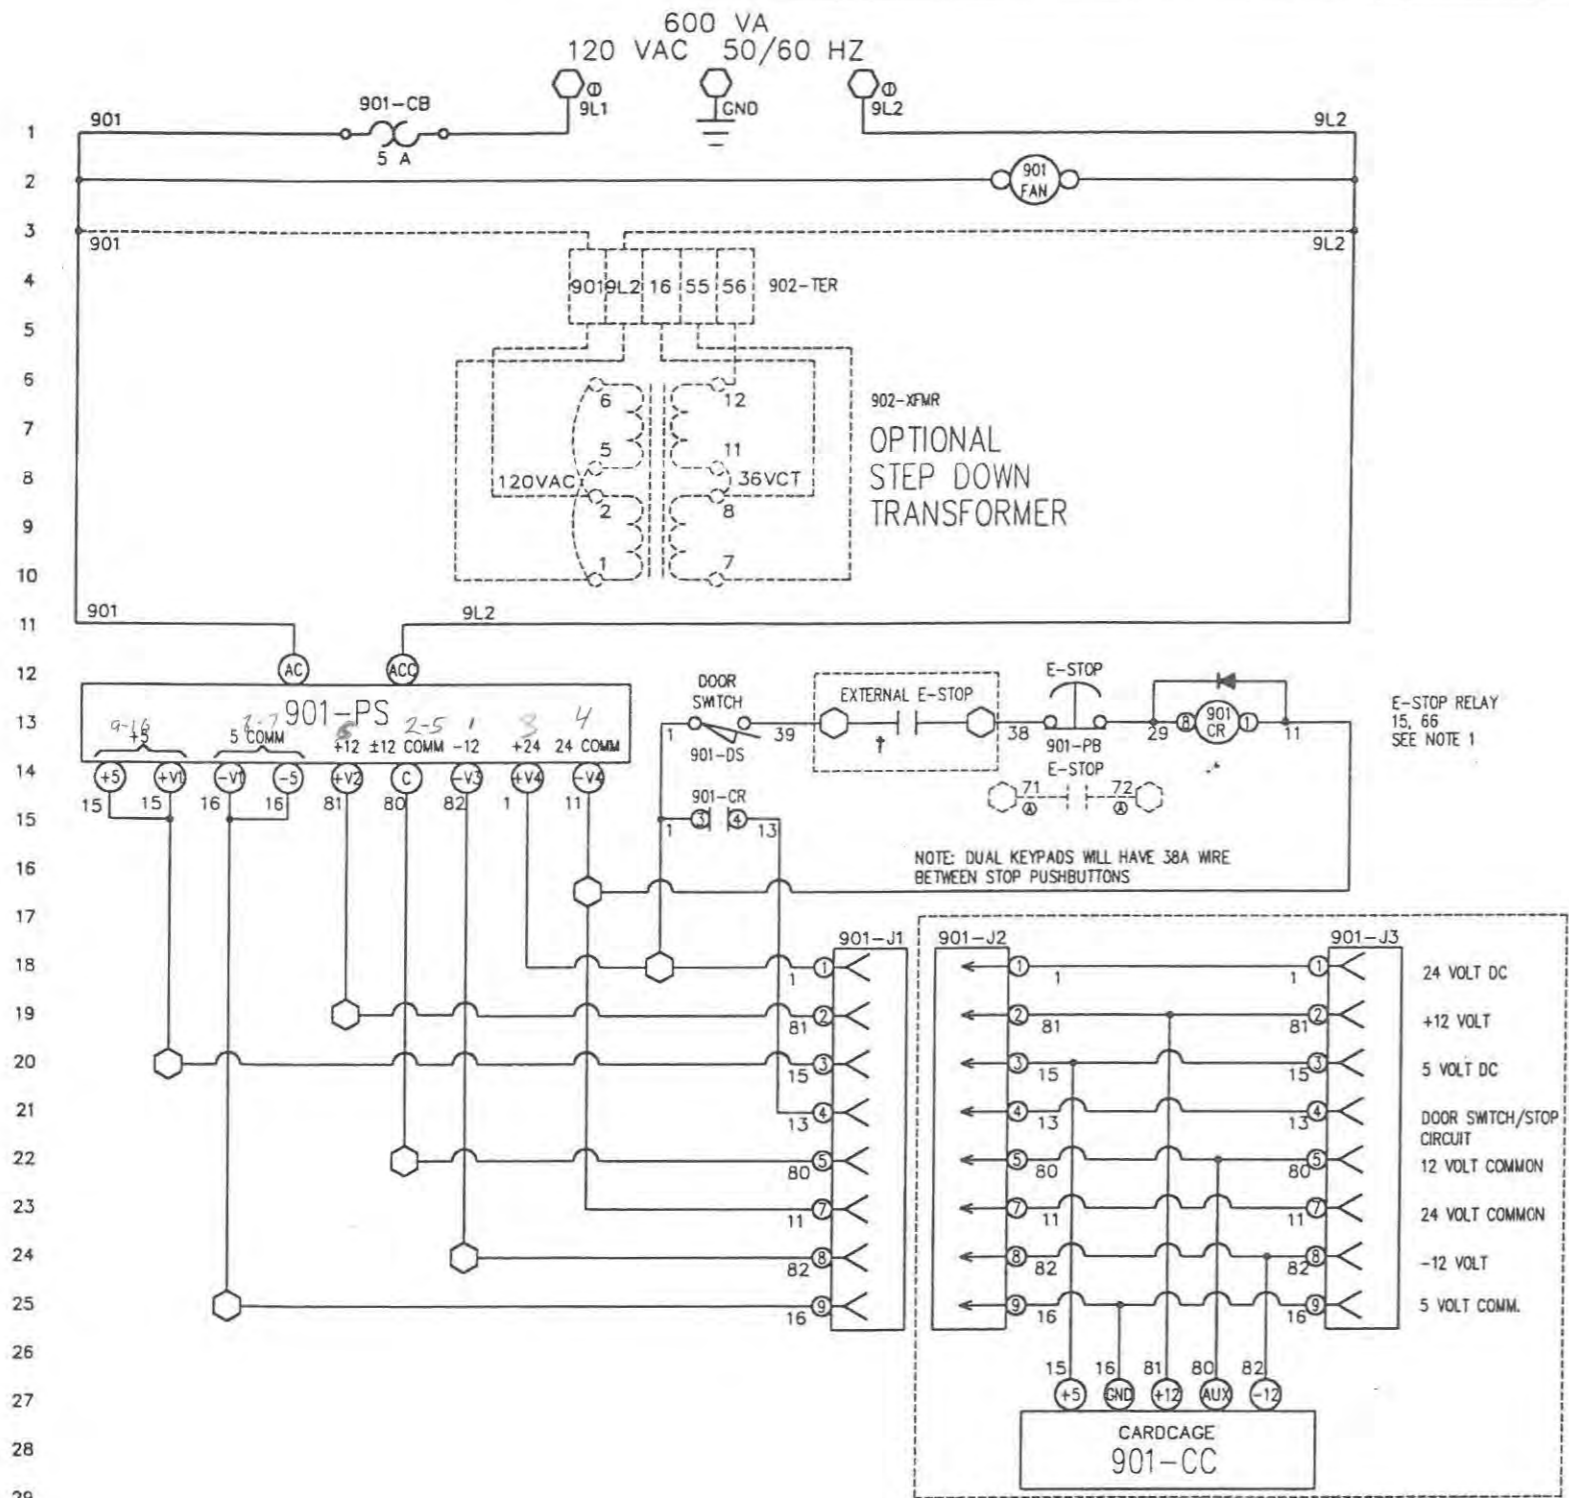 600 VA
120 VAC 50/60 HZ
Φ
9L1
GND
Φ
9L2
1
901
901-CB
5 A
9L2
2
901
FAN
3
901
9L2
4
901 9L2 16 55 56
902-TER
5
6
6
12
902-XFMR
7
5
11
OPTIONAL
STEP DOWN
TRANSFORMER
8
120VAC
36VCT
9
2
8
10
1
7
11
901
9L2
12
AC
ACC
DOOR
SWITCH
EXTERNAL E-STOP
E-STOP
13
901-PS
9-16
2-5
1
3
4
+5
5 COMM
+12 ±12 COMM -12 +24 24 COMM
1
901-DS
39
†
38
901-PB
29
8
901
CR
1
11
E-STOP RELAY
15, 66
SEE NOTE 1
14
+5 +V1 -V1 -5 +V2 C -V3 +V4 -V4
15 15 16 16 81 80 82 1 11
E-STOP
71
A
72
A
15
901-CR
1
3
4
13
16
NOTE: DUAL KEYPADS WILL HAVE 38A WIRE
BETWEEN STOP PUSHBUTTONS
17
901-J1
901-J2
901-J3
18
1
1
1
1
1
1
24 VOLT DC
19
81
2
2
81
81
2
+12 VOLT
20
15
3
3
15
15
3
5 VOLT DC
21
13
4
4
13
13
4
DOOR SWITCH/STOP
CIRCUIT
22
80
5
5
80
80
5
12 VOLT COMMON
23
11
7
7
11
11
7
24 VOLT COMMON
24
82
8
8
82
82
8
-12 VOLT
25
16
9
9
16
16
9
5 VOLT COMM.
26
15 16 81 80 82
27
+5 GND +12 AUX -12
28
CARDCAGE
901-CC
29